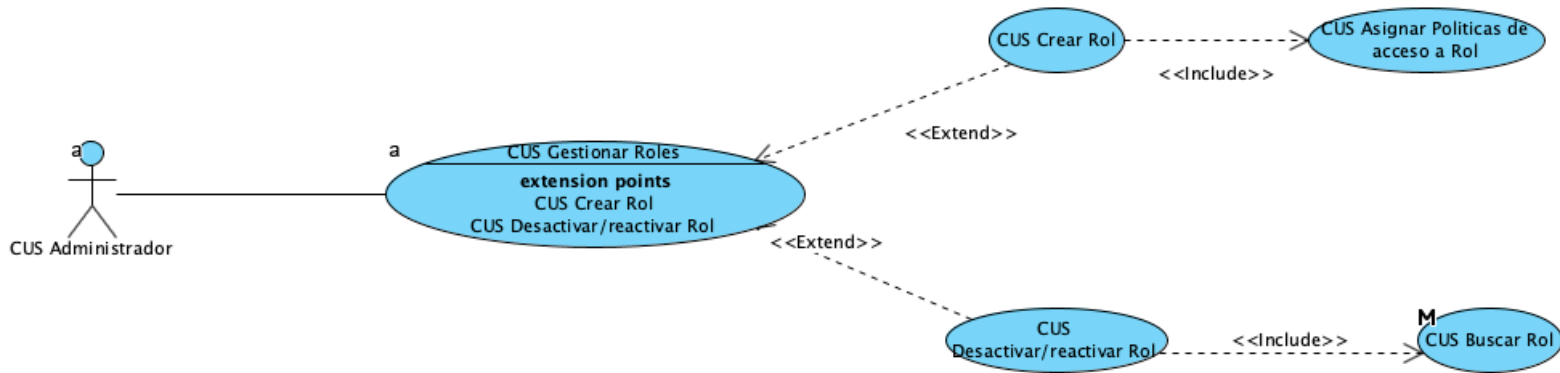 CUS Crear Rol
CUS Asignar Politicas de
acceso a Rol
<<Include>>
<<Extend>>
a
a
CUS Gestionar Roles
extension points
CUS Crear Rol
CUS Desactivar/reactivar Rol
CUS Administrador
<<Extend>>
CUS
Desactivar/reactivar Rol
<<Include>>
M
CUS Buscar Rol